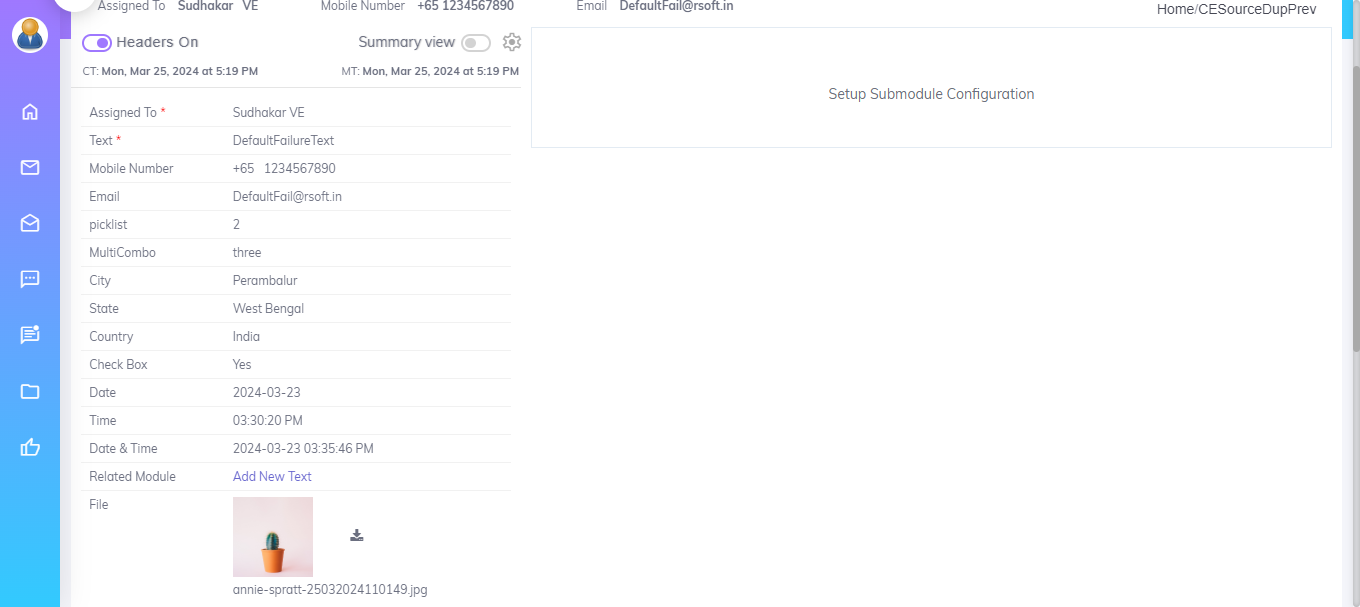 Assigned To Sudhakar VE Mobile Number +65 1234567890 Email DefaultFail@rsoft.in
Home/CESourceDupPrev
Headers On Summary view
CT: Mon, Mar 25, 2024 at 5:19 PM MT: Mon, Mar 25, 2024 at 5:19 PM
Setup Submodule Configuration
Assigned To * Sudhakar VE
Text * DefaultFailureText
Mobile Number +65 1234567890
Email DefaultFail@rsoft.in
picklist 2
MultiCombo three
City Perambalur
State West Bengal
Country India
Check Box Yes
Date 2024-03-23
Time 03:30:20 PM
Date & Time 2024-03-23 03:35:46 PM
Related Module Add New Text
File
annie-spratt-25032024110149.jpg